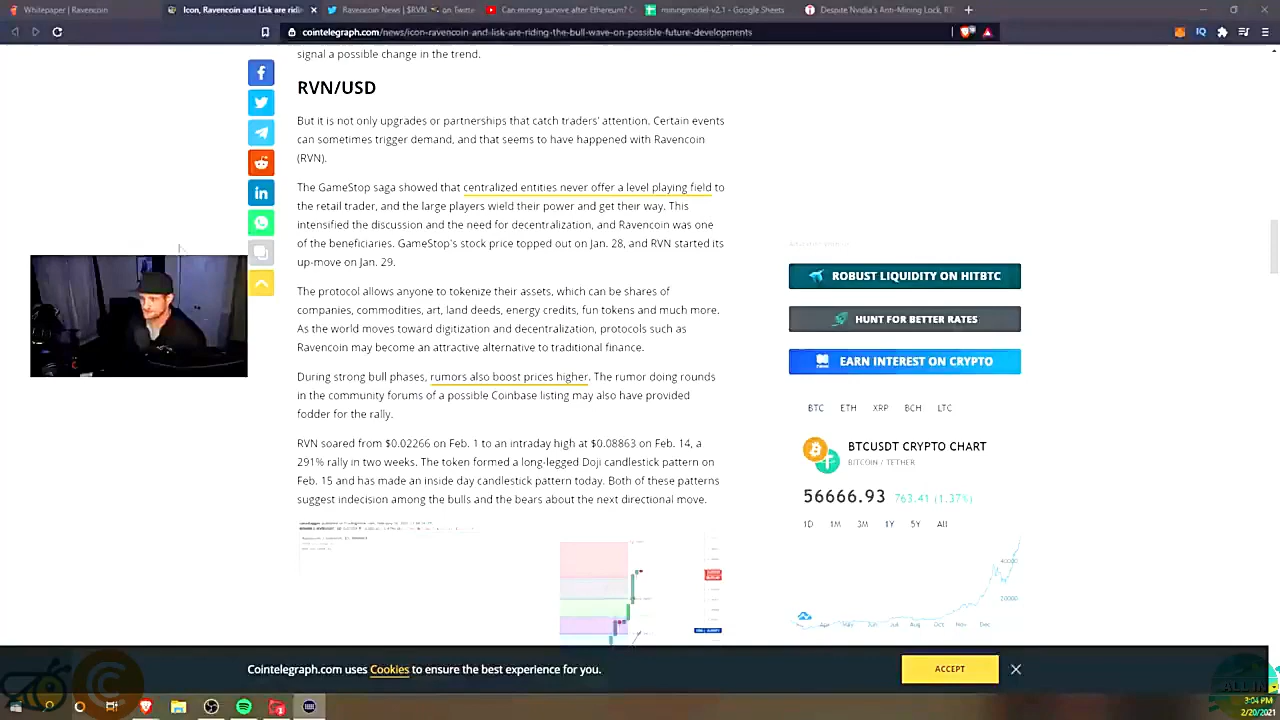 Whitepaper | Ravencoin
Icon, Ravencoin and Lisk are ridi
Ravencoin News | $RVN
on Twitte
Can mining survive after Ethereum?
miningmodel-v2.1 - Google Sheets
Despite Nvidia's Anti-Mining Lock, RT
cointelegraph.com/news/icon-ravencoin-and-lisk-are-riding-the-bull-wave-on-possible-future-developments
signal a possible change in the trend.
RVN/USD
But it is not only upgrades or partnerships that catch traders' attention. Certain events
can sometimes trigger demand, and that seems to have happened with Ravencoin
(RVN).
The GameStop saga showed that centralized entities never offer a level playing field to
the retail trader, and the large players wield their power and get their way. This
intensified the discussion and the need for decentralization, and Ravencoin was one
of the beneficiaries. GameStop's stock price topped out on Jan. 28, and RVN started its
up-move on Jan. 29.
The protocol allows anyone to tokenize their assets, which can be shares of
companies, commodities, art, land deeds, energy credits, fun tokens and much more.
As the world moves toward digitization and decentralization, protocols such as
Ravencoin may become an attractive alternative to traditional finance.
During strong bull phases, rumors also boost prices higher. The rumor doing rounds
in the community forums of a possible Coinbase listing may also have provided
fodder for the rally.
RVN soared from $0.02266 on Feb. 1 to an intraday high at $0.08863 on Feb. 14, a
291% rally in two weeks. The token formed a long-legged Doji candlestick pattern on
Feb. 15 and has made an inside day candlestick pattern today. Both of these patterns
suggest indecision among the bulls and the bears about the next directional move.
ROBUST LIQUIDITY ON HITBTC
HUNT FOR BETTER RATES
EARN INTEREST ON CRYPTO
BTC ETH XRP BCH LTC
BTCUSDT CRYPTO CHART
BITCOIN / TETHER
56666.93 763.41 (1.37%)
1D 1M 3M 1Y 5Y All
40000
20000
Apr May Jun Jul Aug Oct Nov Dec
Cointelegraph.com uses Cookies to ensure the best experience for you.
ACCEPT
ALL IN
3:04 PM
2/20/2021